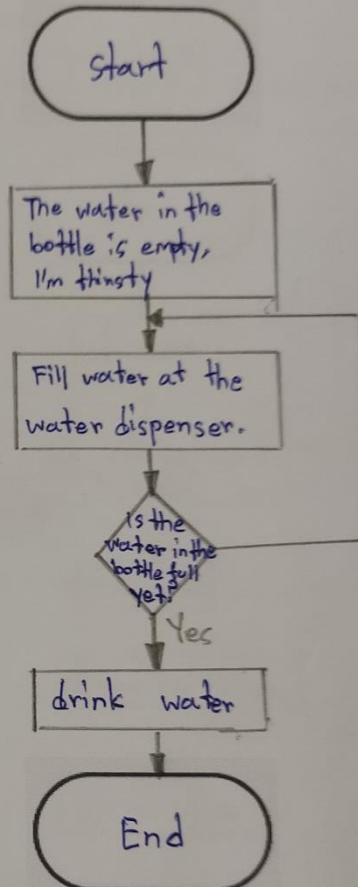 Start
The water in the
bottle is empty,
I'm thinsty
Fill water at the
water dispenser.
is the
water in the
bottle full
yet?
Yes
drink water
End